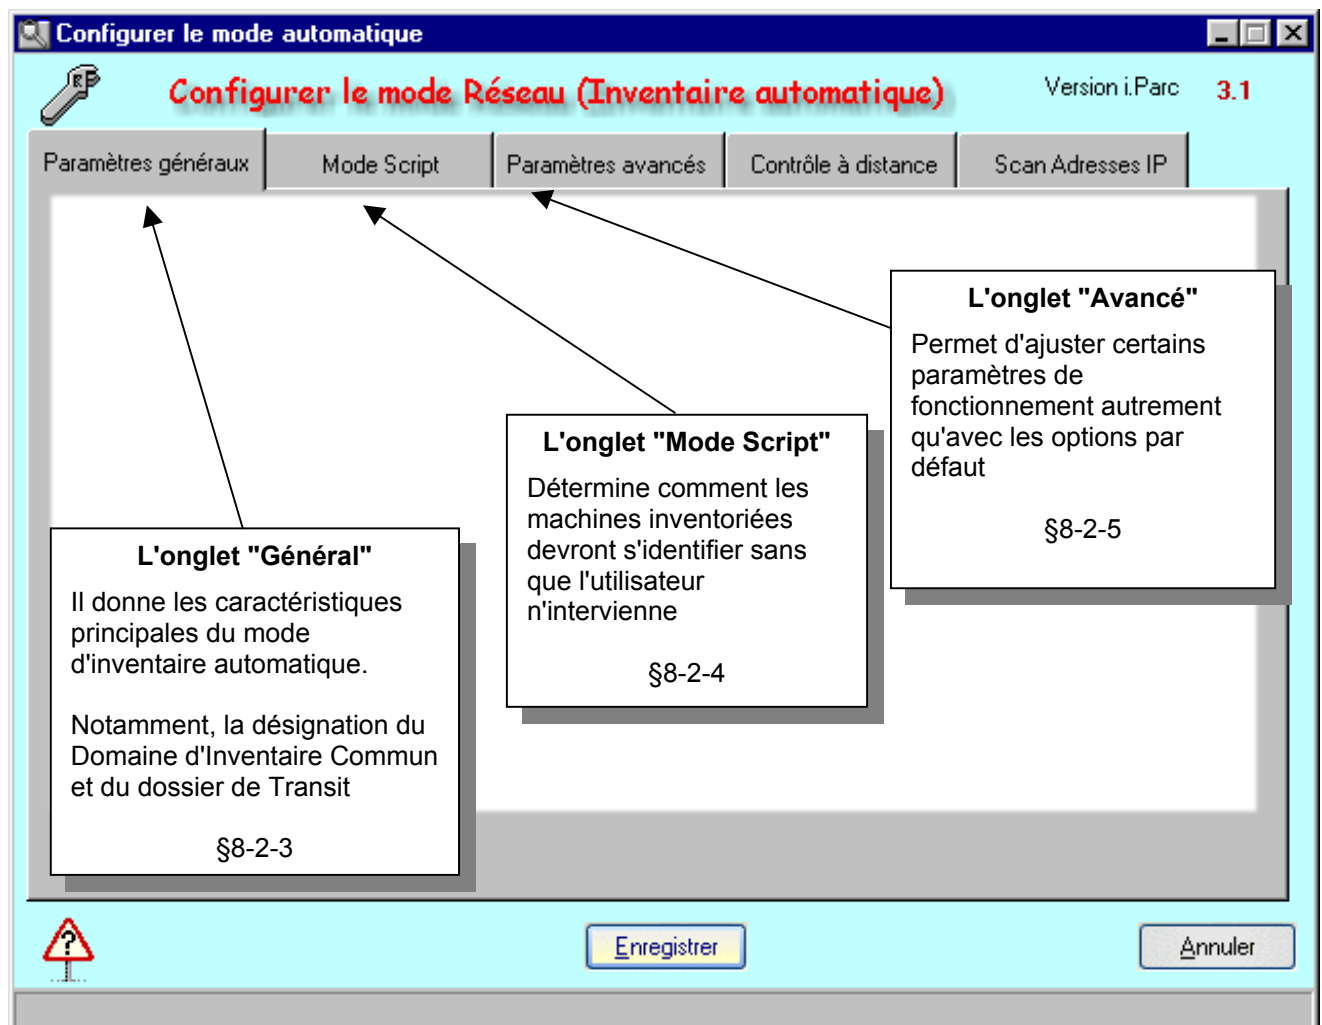 Configurer le mode automatique
Configurer le mode Réseau (Inventaire automatique)
Version i.Parc 3.1
Paramètres généraux
Mode Script
Paramètres avancés
Contrôle à distance
Scan Adresses IP
L'onglet "Avancé"
Permet d'ajuster certains
paramètres de
fonctionnement autrement
qu'avec les options par
défaut
§8-2-5
L'onglet "Mode Script"
Détermine comment les
machines inventoriées
devront s'identifier sans
que l'utilisateur
n'intervienne
§8-2-4
L'onglet "Général"
Il donne les caractéristiques
principales du mode
d'inventaire automatique.
Notamment, la désignation du
Domaine d'Inventaire Commun
et du dossier de Transit
§8-2-3
?
Enregistrer
Annuler